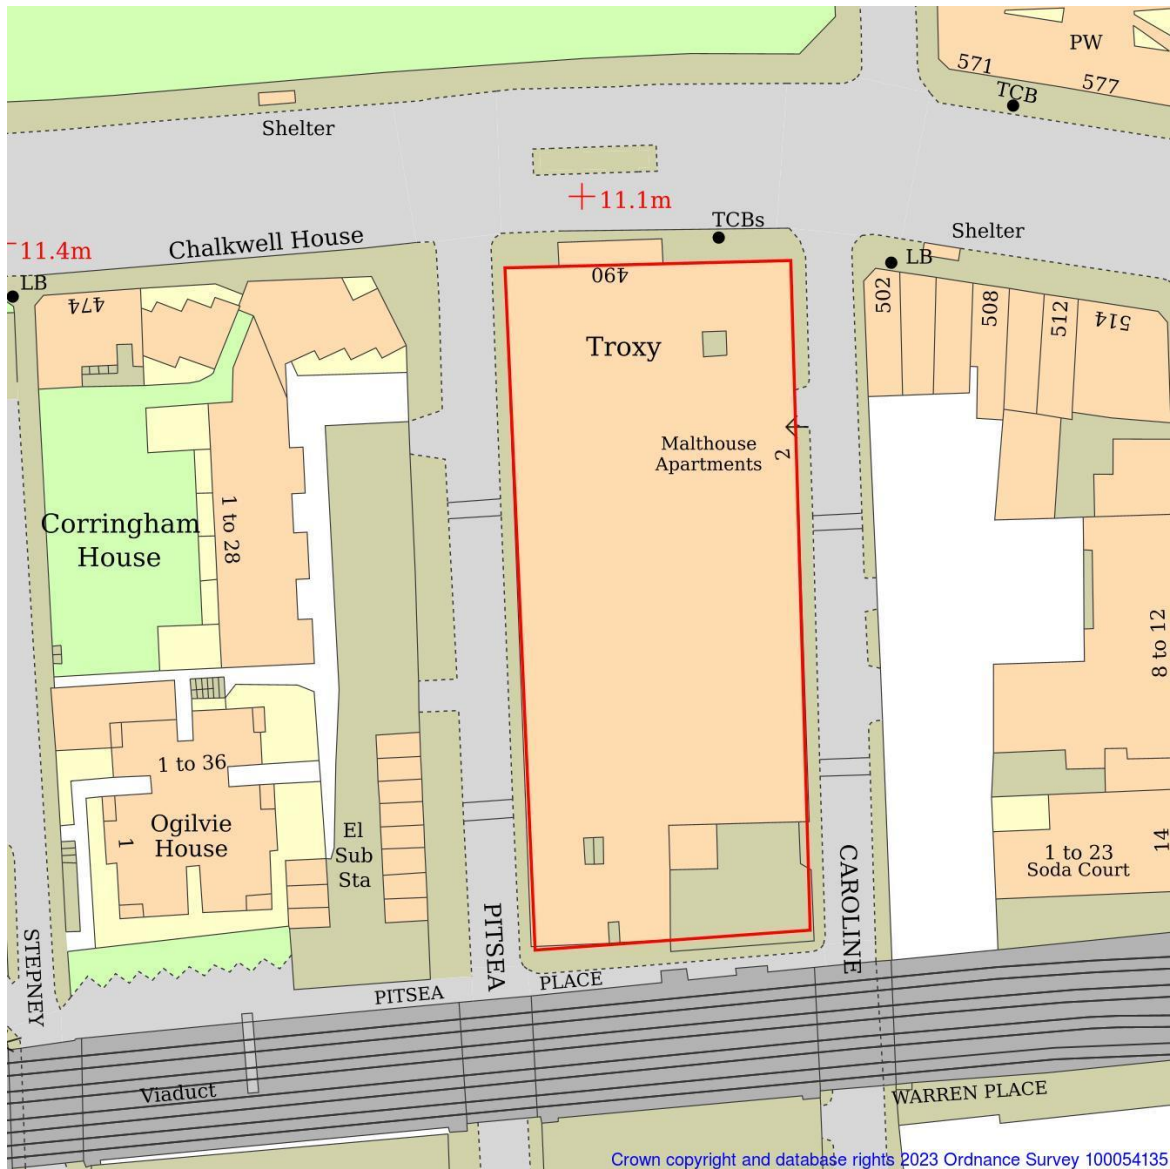 PW
571
577
TCB
Shelter
11.1m
TCBs
Shelter
Chalkwell House
11.4m
LB
LB
490
474
502
508
512
514
Troxy
Malthouse
Apartments
2
Corringham
House
1 to 28
8 to 12
1 to 36
Ogilvie
House
1
El
Sub
Sta
1 to 23
Soda Court
14
STEPNEY
PITSEA
CAROLINE
PITSEA
PLACE
Viaduct
WARREN PLACE
Crown copyright and database rights 2023 Ordnance Survey 100054135